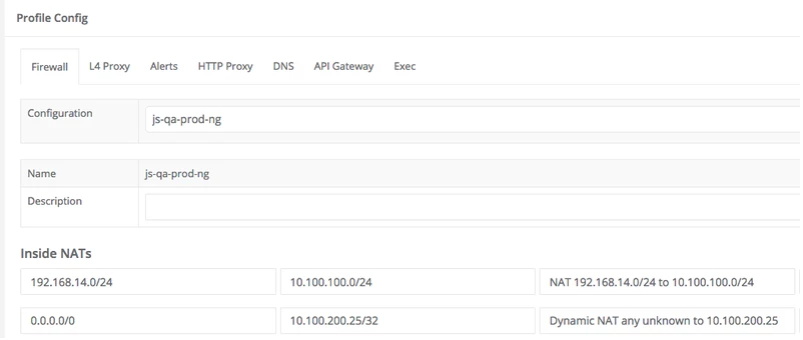 Profile Config
Firewall L4 Proxy Alerts HTTP Proxy DNS API Gateway Exec
Configuration js-qa-prod-ng
Name js-qa-prod-ng
Description
Inside NATs
192.168.14.0/24 10.100.100.0/24 NAT 192.168.14.0/24 to 10.100.100.0/24
0.0.0.0/0 10.100.200.25/32 Dynamic NAT any unknown to 10.100.200.25